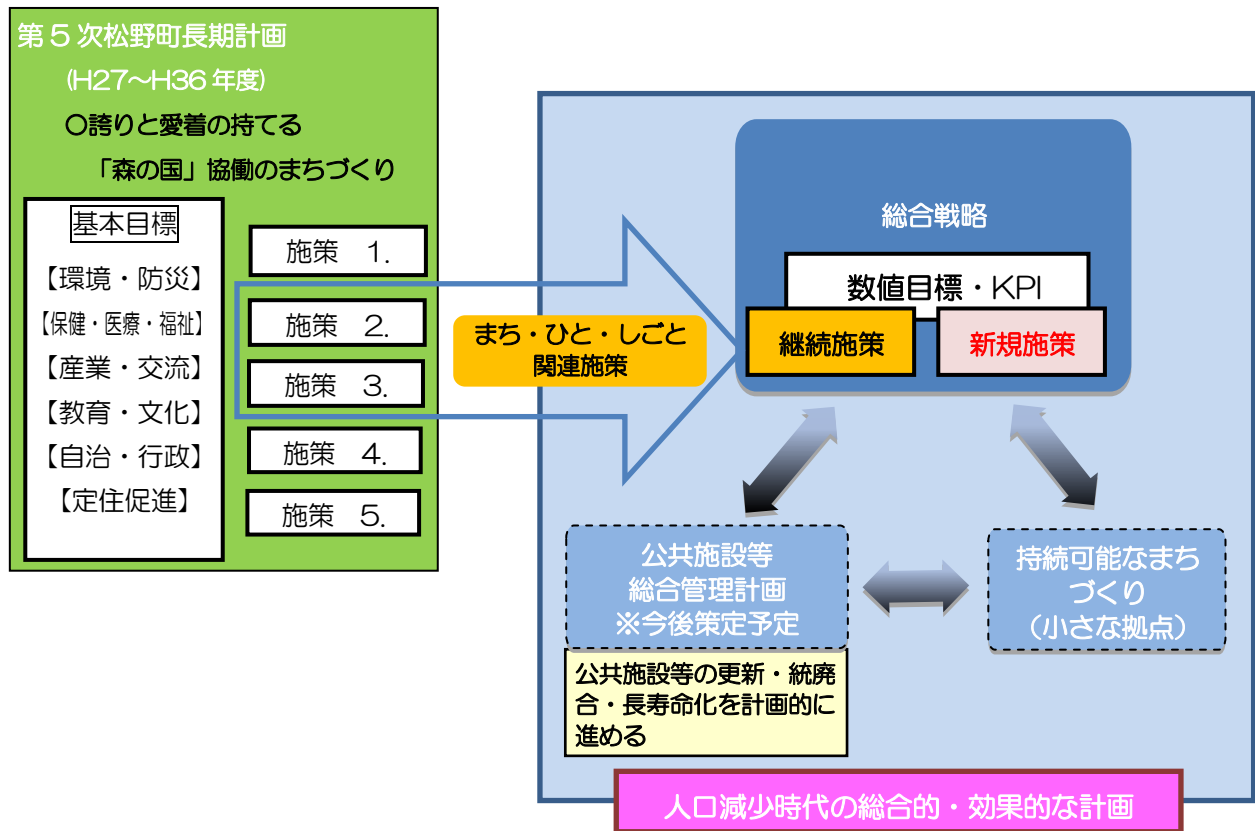 第5次松野町長期計画
(H27～H36年度)
○誇りと愛着の持てる
「森の国」協働のまちづくり
基本目標
【環境・防災】
【保健・医療・福祉】
【産業・交流】
【教育・文化】
【自治・行政】
【定住促進】
施策　1.
施策　2.
施策　3.
施策　4.
施策　5.
まち・ひと・しごと
関連施策
総合戦略
数値目標・KPI
継続施策
新規施策
公共施設等
総合管理計画
※今後策定予定
公共施設等の更新・統廃
合・長寿命化を計画的に
進める
持続可能なまち
づくり
（小さな拠点）
人口減少時代の総合的・効果的な計画